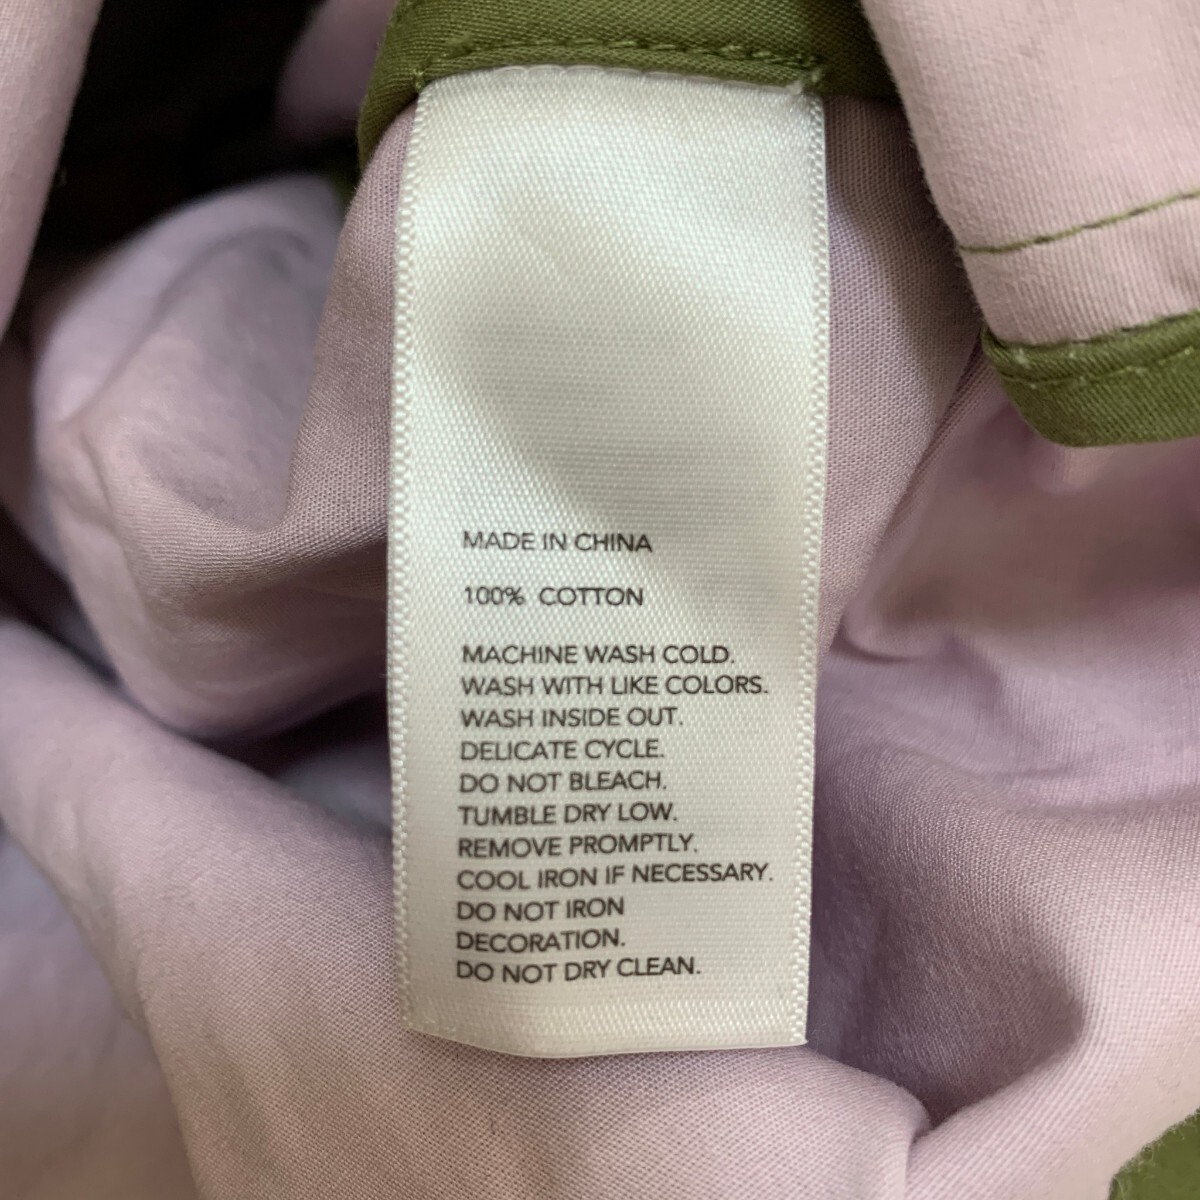 MADE IN CHINA
100% COTTON
MACHINE WASH COLD.
WASH WITH LIKE COLORS.
WASH INSIDE OUT.
DELICATE CYCLE.
DO NOT BLEACH.
TUMBLE DRY LOW.
REMOVE PROMPTLY.
COOL IRON IF NECESSARY.
DO NOT IRON
DECORATION.
DO NOT DRY CLEAN.